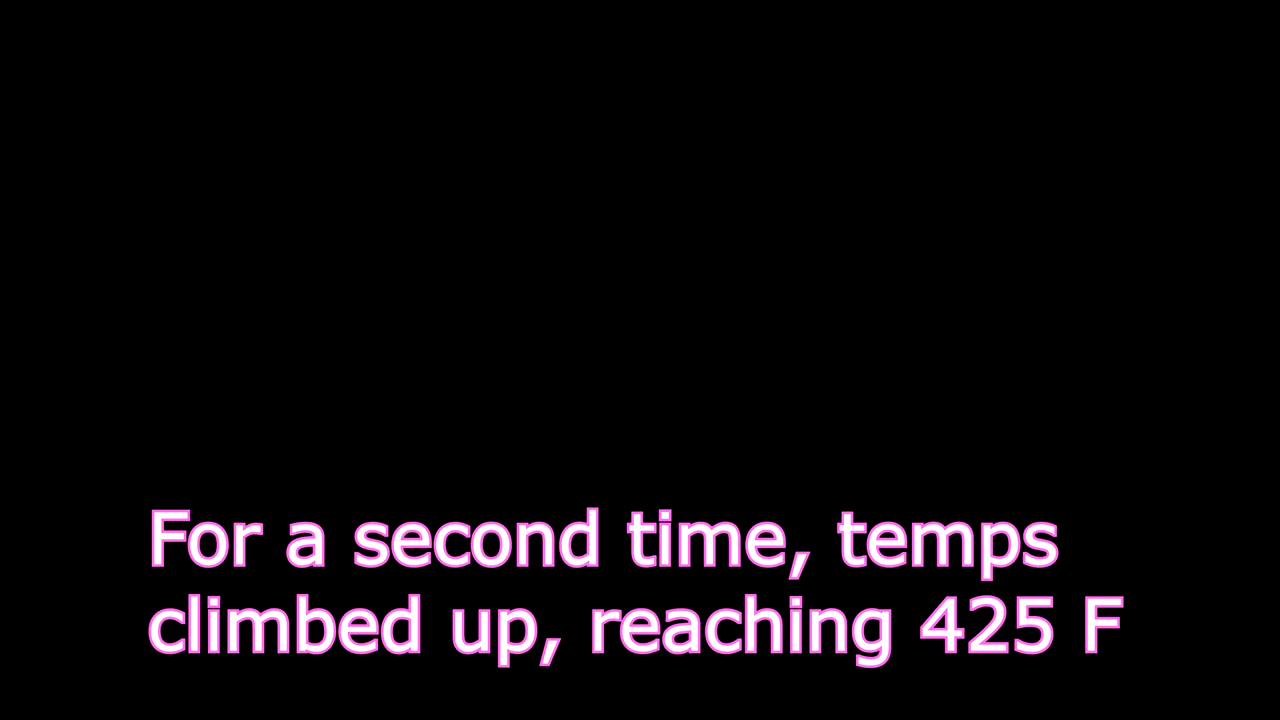 For a second time, temps
climbed up, reaching 425 F